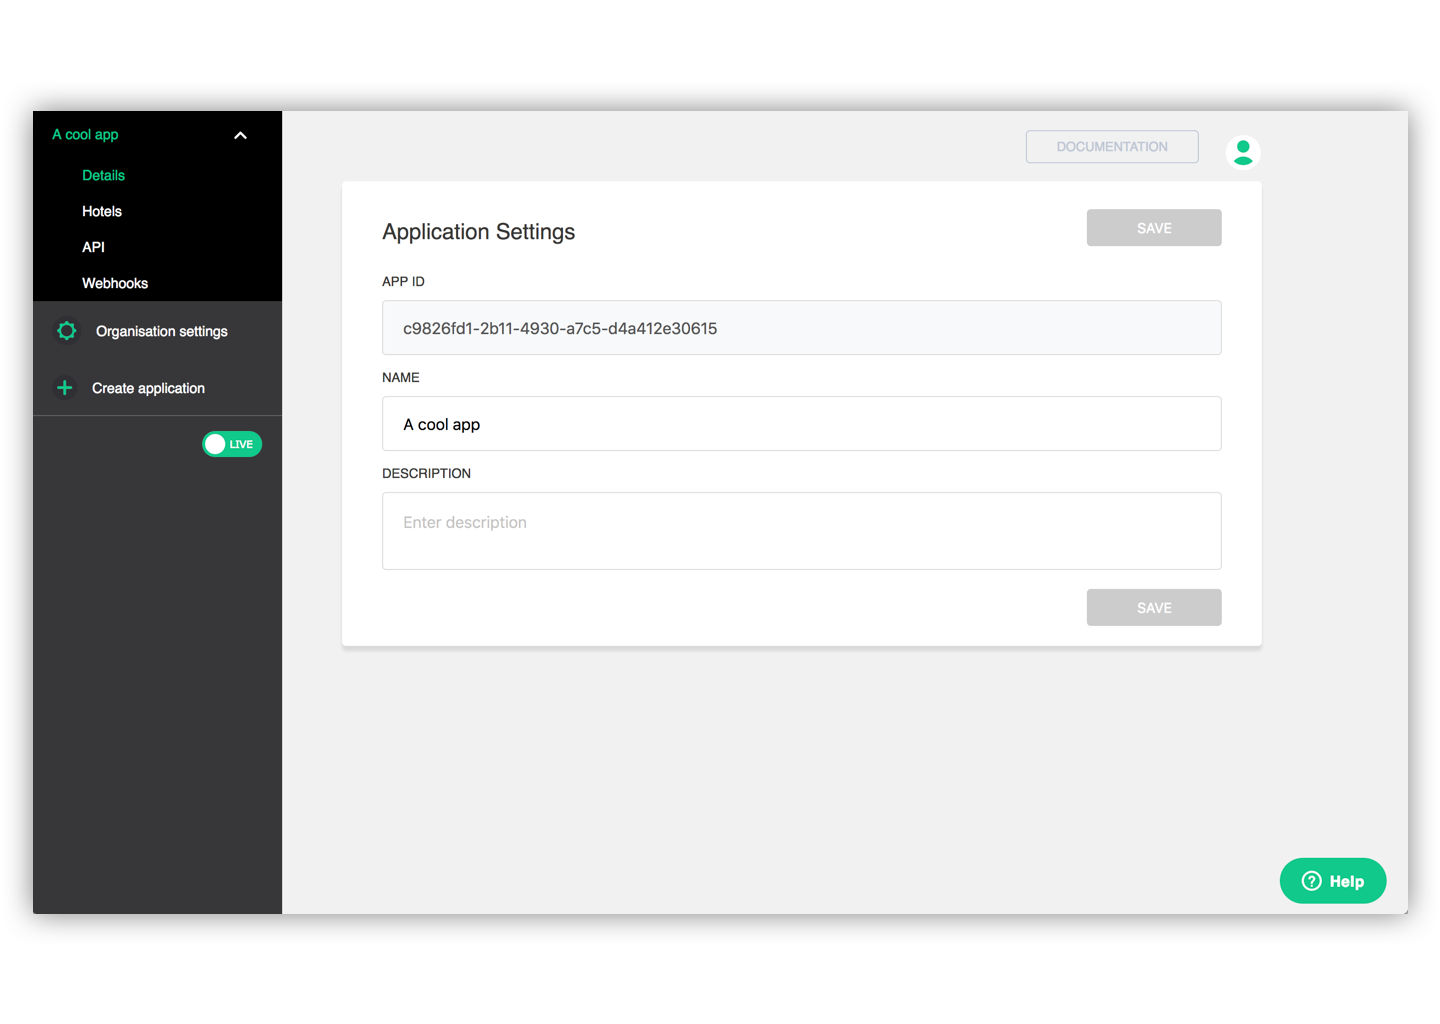 A cool app
Details
Hotels
API
Webhooks
Organisation settings
Create application
LIVE
DOCUMENTATION
Application Settings
SAVE
APP ID
c9826fd1-2b11-4930-a7c5-d4a412e30615
NAME
A cool app
DESCRIPTION
Enter description
SAVE
Help